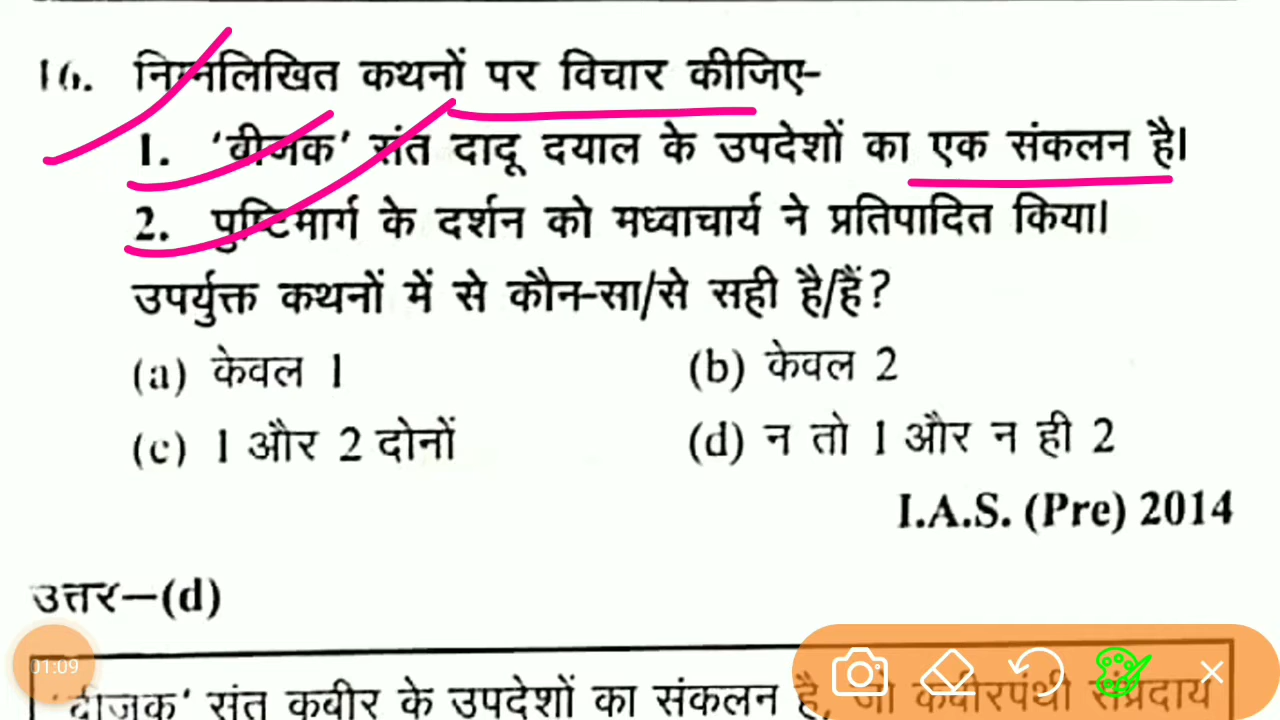 16. निम्नलिखित कथनों पर विचार कीजिए-
1. 'बीजक' संत दादू दयाल के उपदेशों का एक संकलन है।
2. पुष्टिमार्ग के दर्शन को मध्वाचार्य ने प्रतिपादित किया।
उपर्युक्त कथनों में से कौन-सा/से सही है/हैं?
(a) केवल 1 (b) केवल 2
(c) 1 और 2 दोनों (d) न तो 1 और न ही 2
I.A.S. (Pre) 2014
उत्तर—(d)
01:09
'बीजक' संत कबीर के उपदेशों का संकलन है, जो कबीरपंथी संप्रदाय